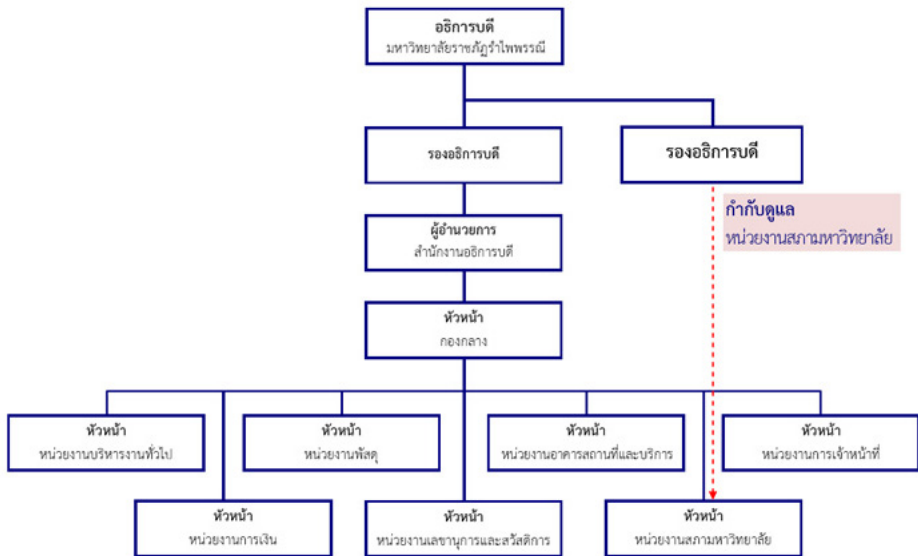 อธิการบดี
มหาวิทยาลัยราชภัฏรำไพพรรณี
รองอธิการบดี
รองอธิการบดี
กำกับดูแล
หน่วยงานสภามหาวิทยาลัย
ผู้อำนวยการ
สำนักงานอธิการบดี
หัวหน้า
กองกลาง
หัวหน้า
หน่วยงานบริหารงานทั่วไป
หัวหน้า
หน่วยงานพัสดุ
หัวหน้า
หน่วยงานอาคารสถานที่และบริการ
หัวหน้า
หน่วยงานการเจ้าหน้าที่
หัวหน้า
หน่วยงานการเงิน
หัวหน้า
หน่วยงานเลขานุการและสวัสดิการ
หัวหน้า
หน่วยงานสภามหาวิทยาลัย